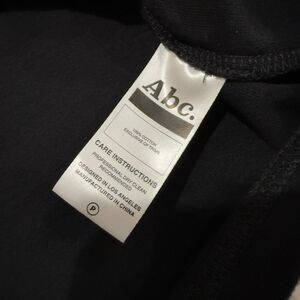 Abc.
100% COTTON
EXCLUSIVE OF TRIMS
CARE INSTRUCTIONS
PROFESSIONAL DRY CLEAN
RECOMMENDED
DESIGNED IN LOS ANGELES
MANUFACTURED IN CHINA
P